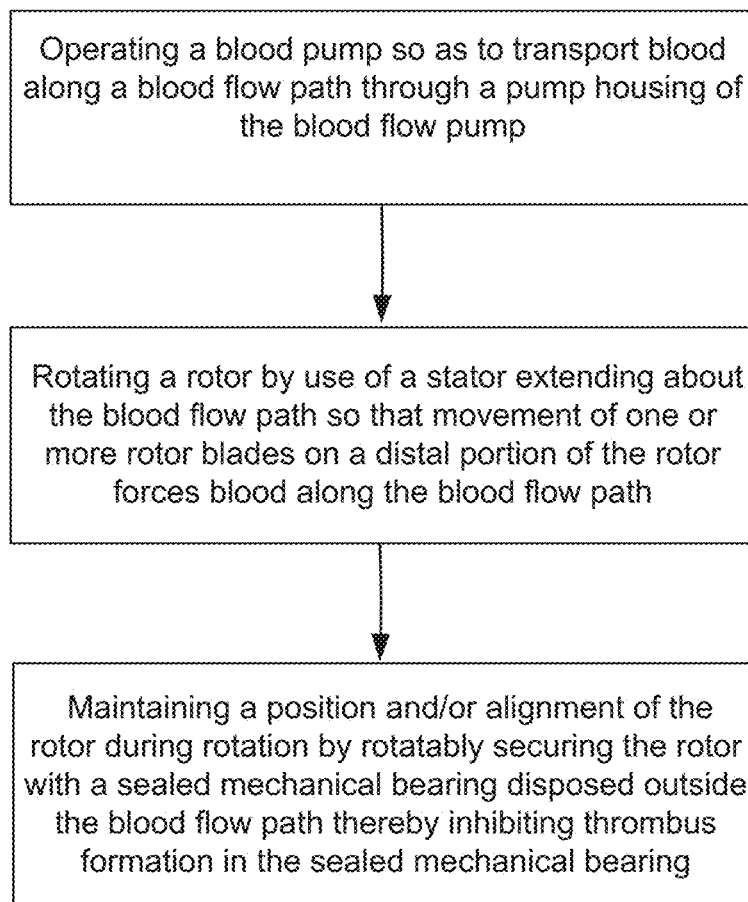 Operating a blood pump so as to transport blood
along a blood flow path through a pump housing of
the blood flow pump
Rotating a rotor by use of a stator extending about
the blood flow path so that movement of one or
more rotor blades on a distal portion of the rotor
forces blood along the blood flow path
Maintaining a position and/or alignment of the
rotor during rotation by rotatably securing the rotor
with a sealed mechanical bearing disposed outside
the blood flow path thereby inhibiting thrombus
formation in the sealed mechanical bearing